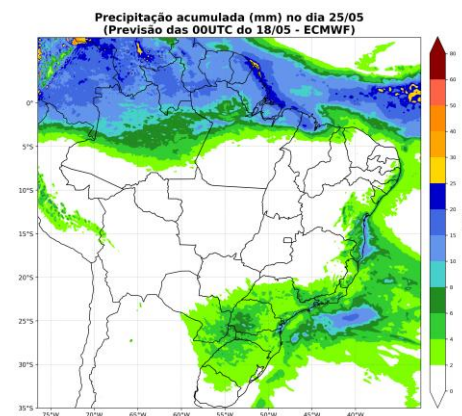 Precipitação acumulada (mm) no dia 25/05
(Previsão das 00UTC do 18/05 - ECMWF)
0°
5°S
10°S
15°S
20°S
25°S
30°S
35°S
75°W
70°W
65°W
60°W
55°W
50°W
45°W
40°W
80
60
50
40
30
25
20
15
10
8
6
4
2
0